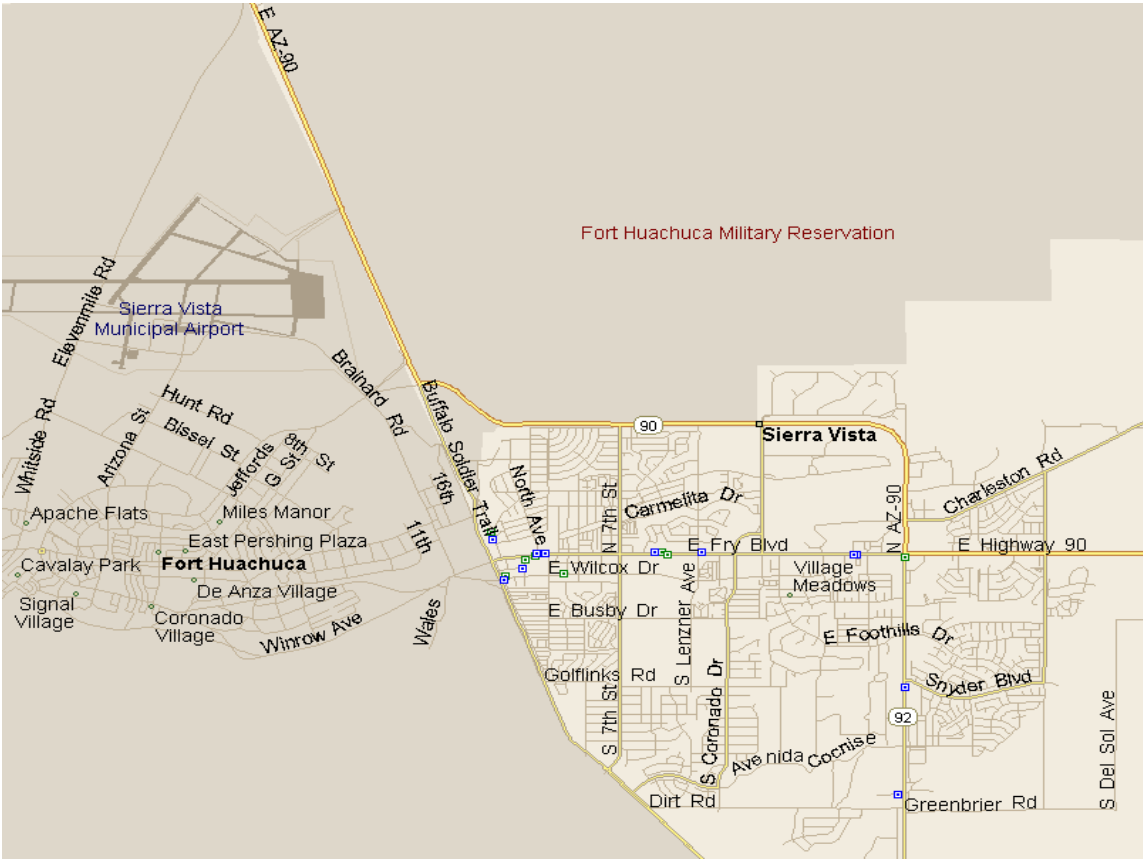 E AZ-90
Fort Huachuca Military Reservation
Elevenmile Rd
Sierra Vista
Municipal Airport
Brainard Rd
Buffalo Soldier Trail
Hunt Rd
Bissel St
Whitside Rd
Arizona St
Jeffords
G St
8th St
90
Sierra Vista
Charleston Rd
16th
North Ave
N 7th St
Carmelita Dr
N AZ-90
11th
Apache Flats
Miles Manor
East Pershing Plaza
E Fry Blvd
E Highway 90
Cavalay Park
Fort Huachuca
E Wilcox Dr
Village
Meadows
De Anza Village
Signal
Village
Coronado
Village
Winrow Ave
Wales
E Busby Dr
S Lenzner Ave
E Foothills Dr
Golflinks Rd
Snyder Blvd
S 7th St
S Coronado Dr
92
Avenida Cocnise
S Del Sol Ave
Dirt Rd
Greenbrier Rd